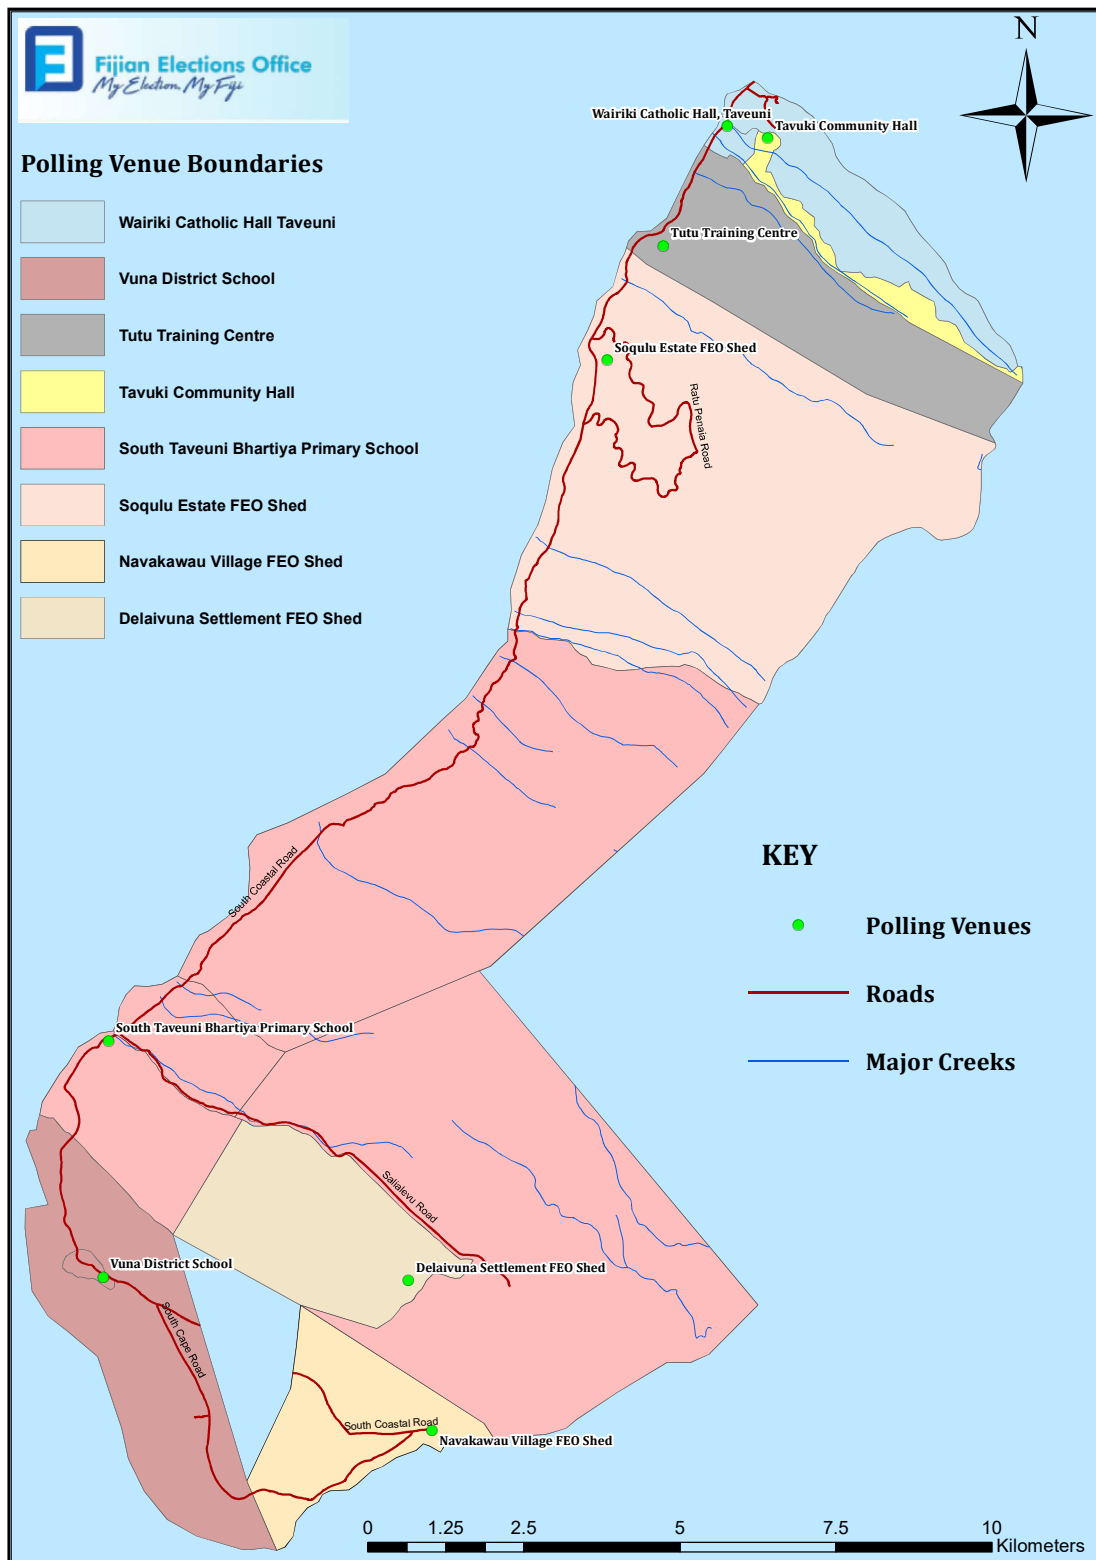 Fijian Elections Office
My Election, My Fiji
N
Polling Venue Boundaries
Wairiki Catholic Hall Taveuni
Vuna District School
Tutu Training Centre
Tavuki Community Hall
South Taveuni Bhartiya Primary School
Soqulu Estate FEO Shed
Navakawau Village FEO Shed
Delaivuna Settlement FEO Shed
Wairiki Catholic Hall, Taveuni
Tavuki Community Hall
Tutu Training Centre
Soqulu Estate FEO Shed
Ratu Penaia Road
South Coastal Road
KEY
Polling Venues
Roads
Major Creeks
South Taveuni Bhartiya Primary School
Salialevu Road
Vuna District School
Delaivuna Settlement FEO Shed
South Cape Road
South Coastal Road
Navakawau Village FEO Shed
0 1.25 2.5 5 7.5 10
Kilometers